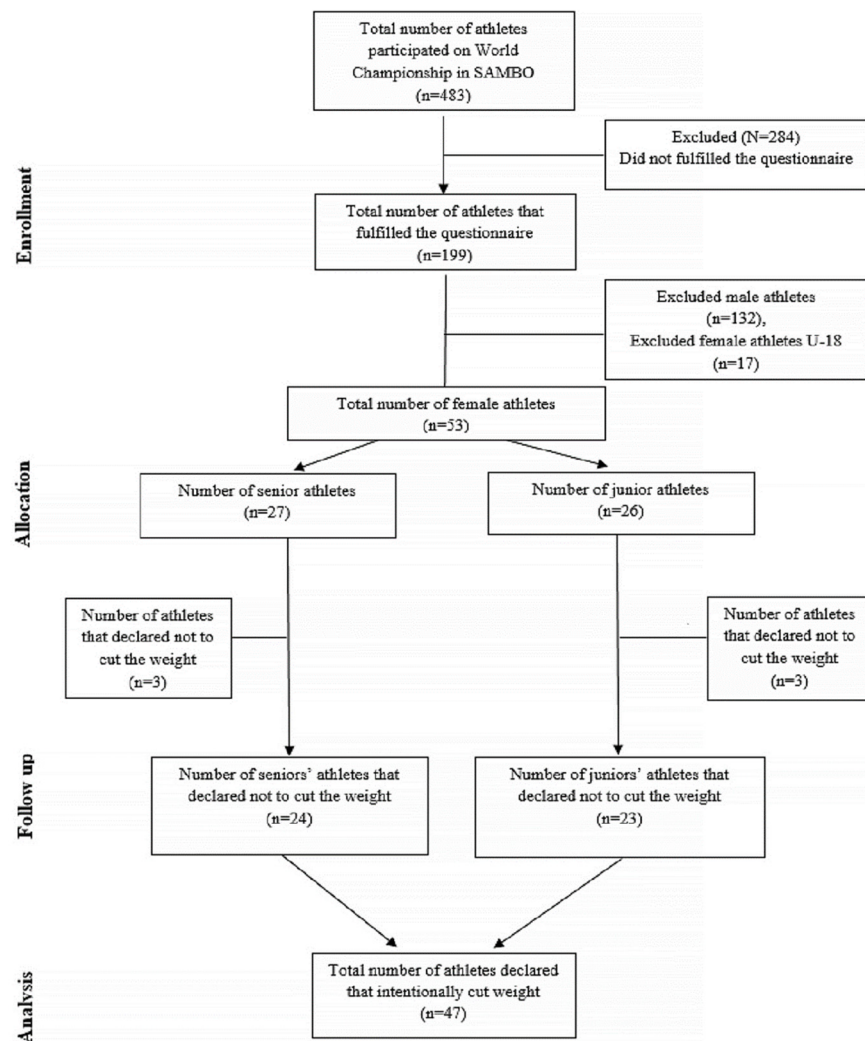 Total number of athletes
participated on World
Championship in SAMBO
(n=483)
Excluded (N=284)
Did not fulfilled the questionnaire
Enrollment
Total number of athletes that
fulfilled the questionnaire
(n=199)
Excluded male athletes
(n=132),
Excluded female athletes U-18
(n=17)
Total number of female athletes
(n=53)
Allocation
Number of senior athletes
(n=27)
Number of junior athletes
(n=26)
Number of athletes
that declared not to
cut the weight
(n=3)
Number of athletes
that declared not to
cut the weight
(n=3)
Follow up
Number of seniors’ athletes that
declared not to cut the weight
(n=24)
Number of juniors’ athletes that
declared not to cut the weight
(n=23)
Analysis
Total number of athletes declared
that intentionally cut weight
(n=47)